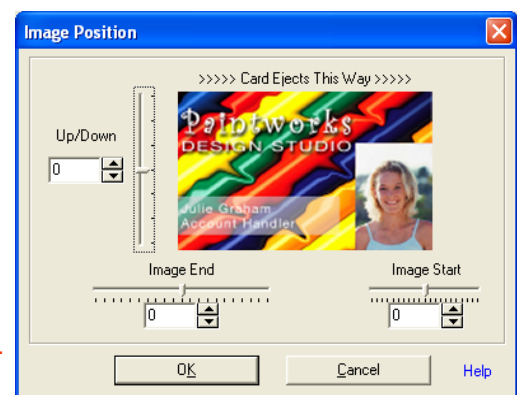 Image Position
>>>>> Card Ejects This Way >>>>>
Up/Down
0
Paintworks
DESIGN STUDIO
Julie Graham
Account Handler
Image End
Image Start
0
0
OK
Cancel
Help